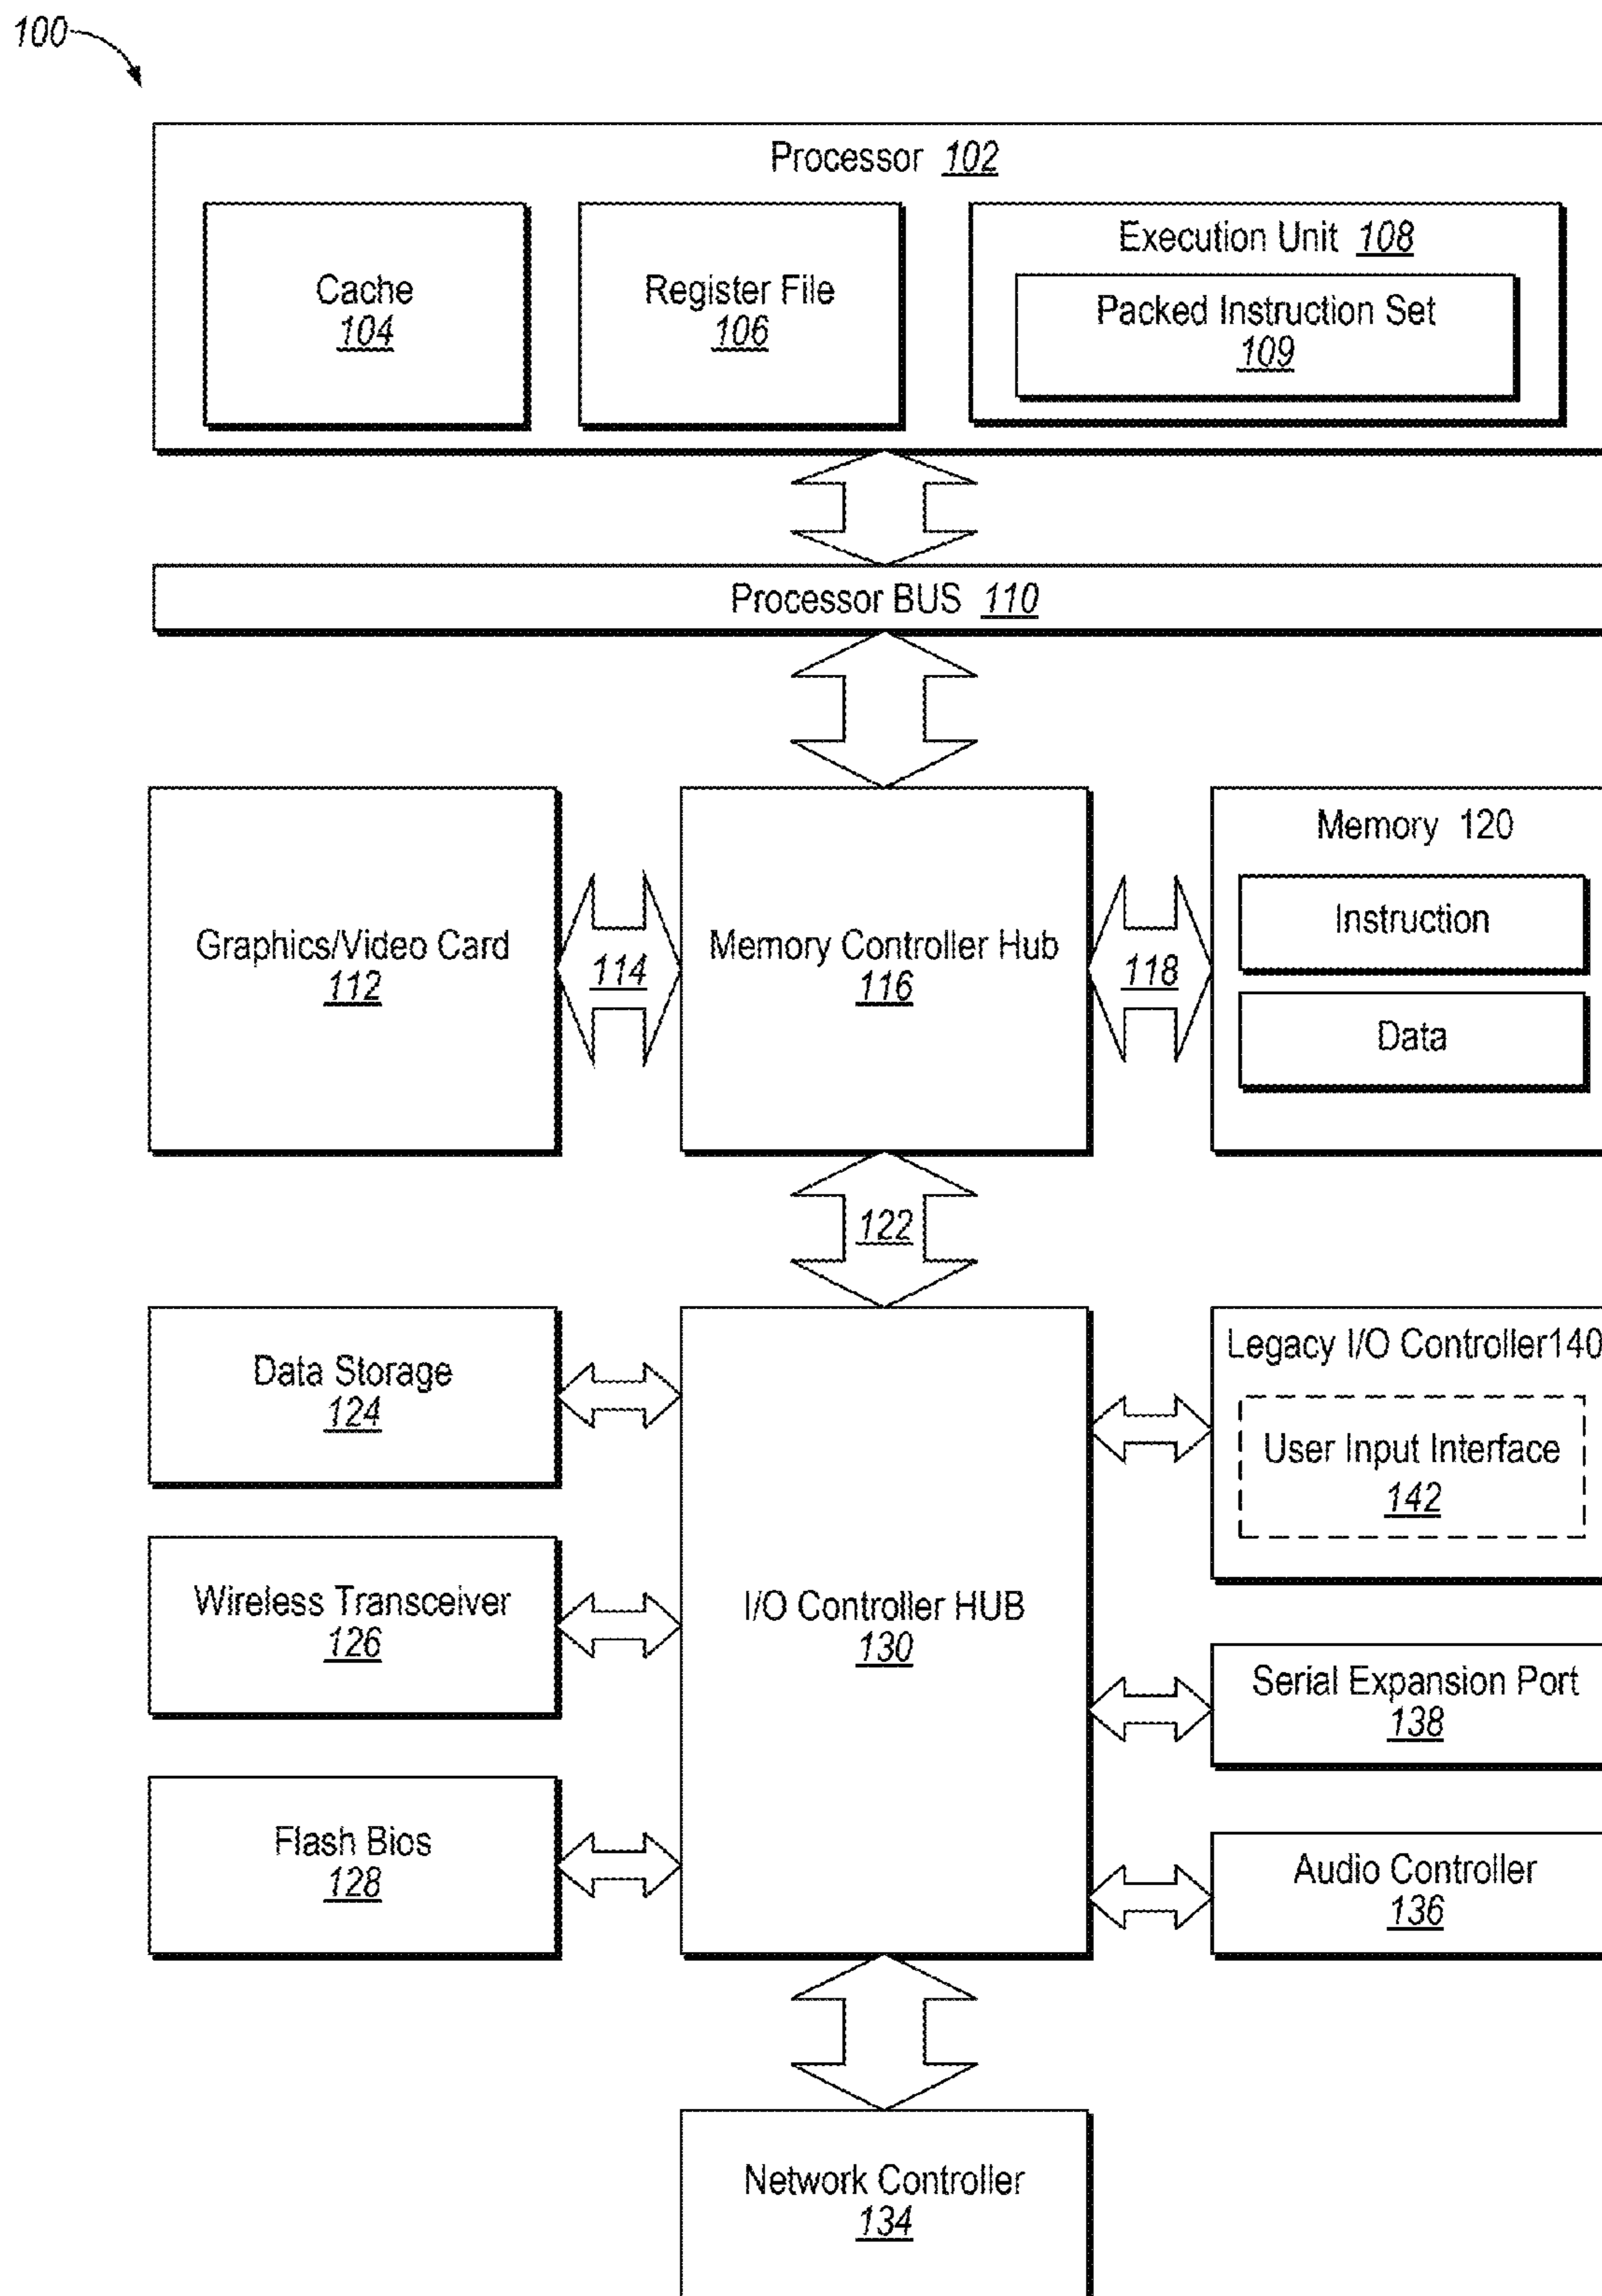 100
Processor 102
Cache
104
Register File
106
Execution Unit 108
Packed Instruction Set
109
Processor BUS 110
Graphics/Video Card
112
114
Memory Controller Hub
116
118
Memory 120
Instruction
Data
122
Data Storage
124
Wireless Transceiver
126
Flash Bios
128
I/O Controller HUB
130
Legacy I/O Controller140
User Input Interface
142
Serial Expansion Port
138
Audio Controller
136
Network Controller
134